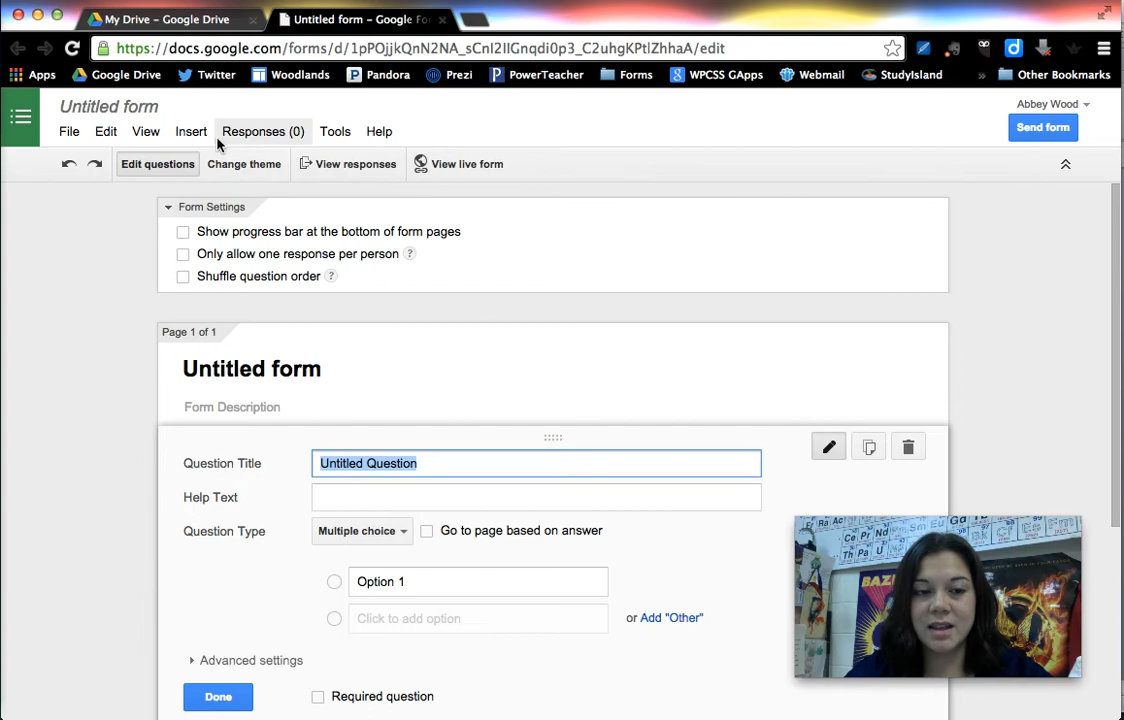 My Drive – Google Drive
Untitled form – Google For
https://docs.google.com/forms/d/1pPOjjkQnN2NA_sCnI2IIGnqdi0p3_C2uhgKPtlZhhaA/edit
Apps
Google Drive
Twitter
Woodlands
Pandora
Prezi
PowerTeacher
Forms
WPCSS GApps
Webmail
StudyIsland
»
Other Bookmarks
Untitled form
Abbey Wood
File
Edit
View
Insert
Responses (0)
Tools
Help
Send form
Edit questions
Change theme
View responses
View live form
Form Settings
Show progress bar at the bottom of form pages
Only allow one response per person ?
Shuffle question order ?
Page 1 of 1
Untitled form
Form Description
Question Title
Untitled Question
Help Text
Question Type
Multiple choice
Go to page based on answer
Option 1
Click to add option
or Add "Other"
Advanced settings
Done
Required question